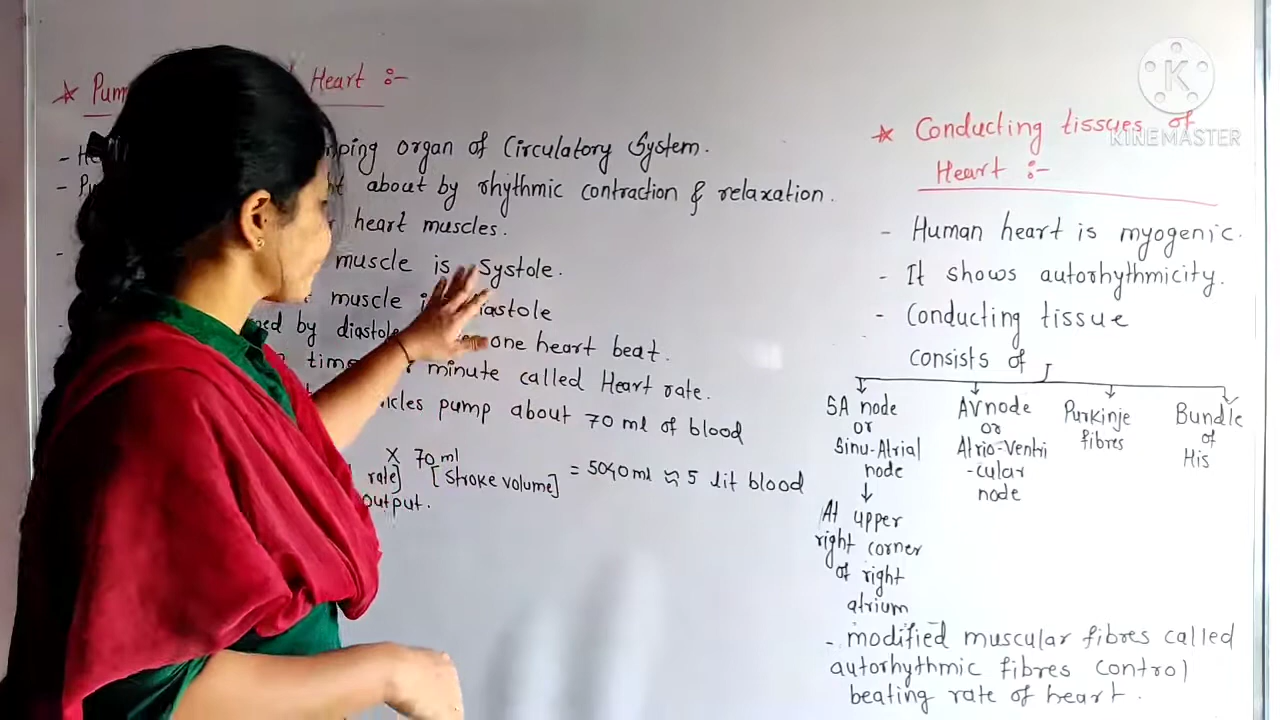 Heart :-
organ of Circulatory System.
about by rhythmic contraction & relaxation.
heart muscles.
muscle is Systole.
muscle
by diastole one heart beat.
minute called Heart rate.
pump about 70 ml of blood
X 70 ml
rate] [Stroke volume] = 5040 ml ≈ 5 lit blood
output.
K
KINEMASTER
* Conducting tissues of
Heart :-
- Human heart is myogenic.
- It shows autorhythmicity.
- Conducting tissue
consists of
SA node
or
Sinu-Atrial
node
↓
At upper
right corner
of right
atrium
AV node
or
Atrio-Ventri
-cular
node
Purkinje
fibres
Bundle
of
His
- modified muscular fibres called
autorhythmic fibres control
beating rate of heart.